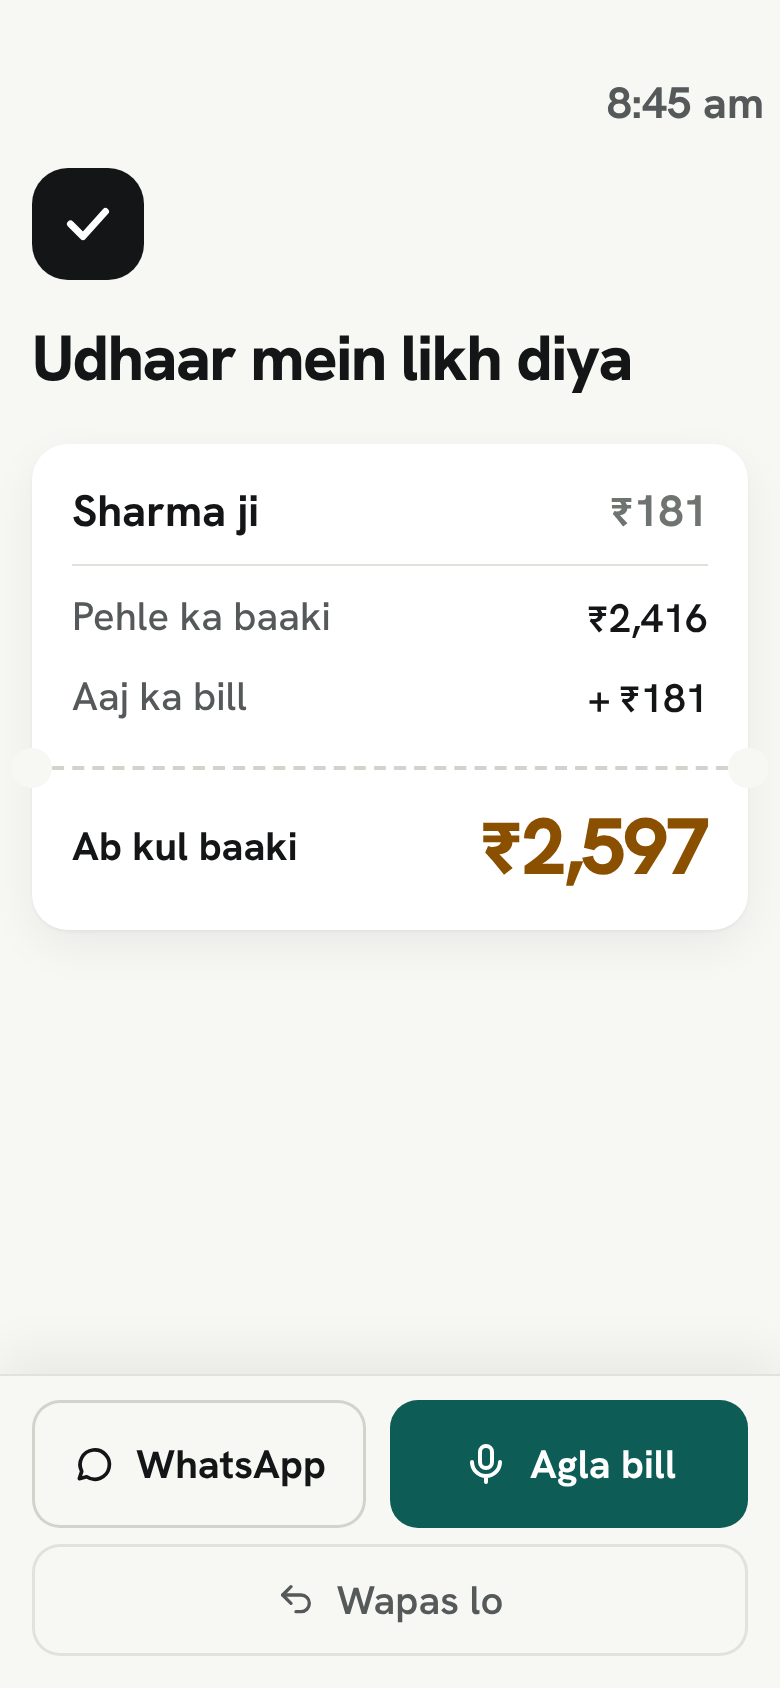 8:45 am
Udhaar mein likh diya
Sharma ji ₹181
Pehle ka baaki ₹2,416
Aaj ka bill + ₹181
Ab kul baaki ₹2,597
WhatsApp Agla bill
Wapas lo